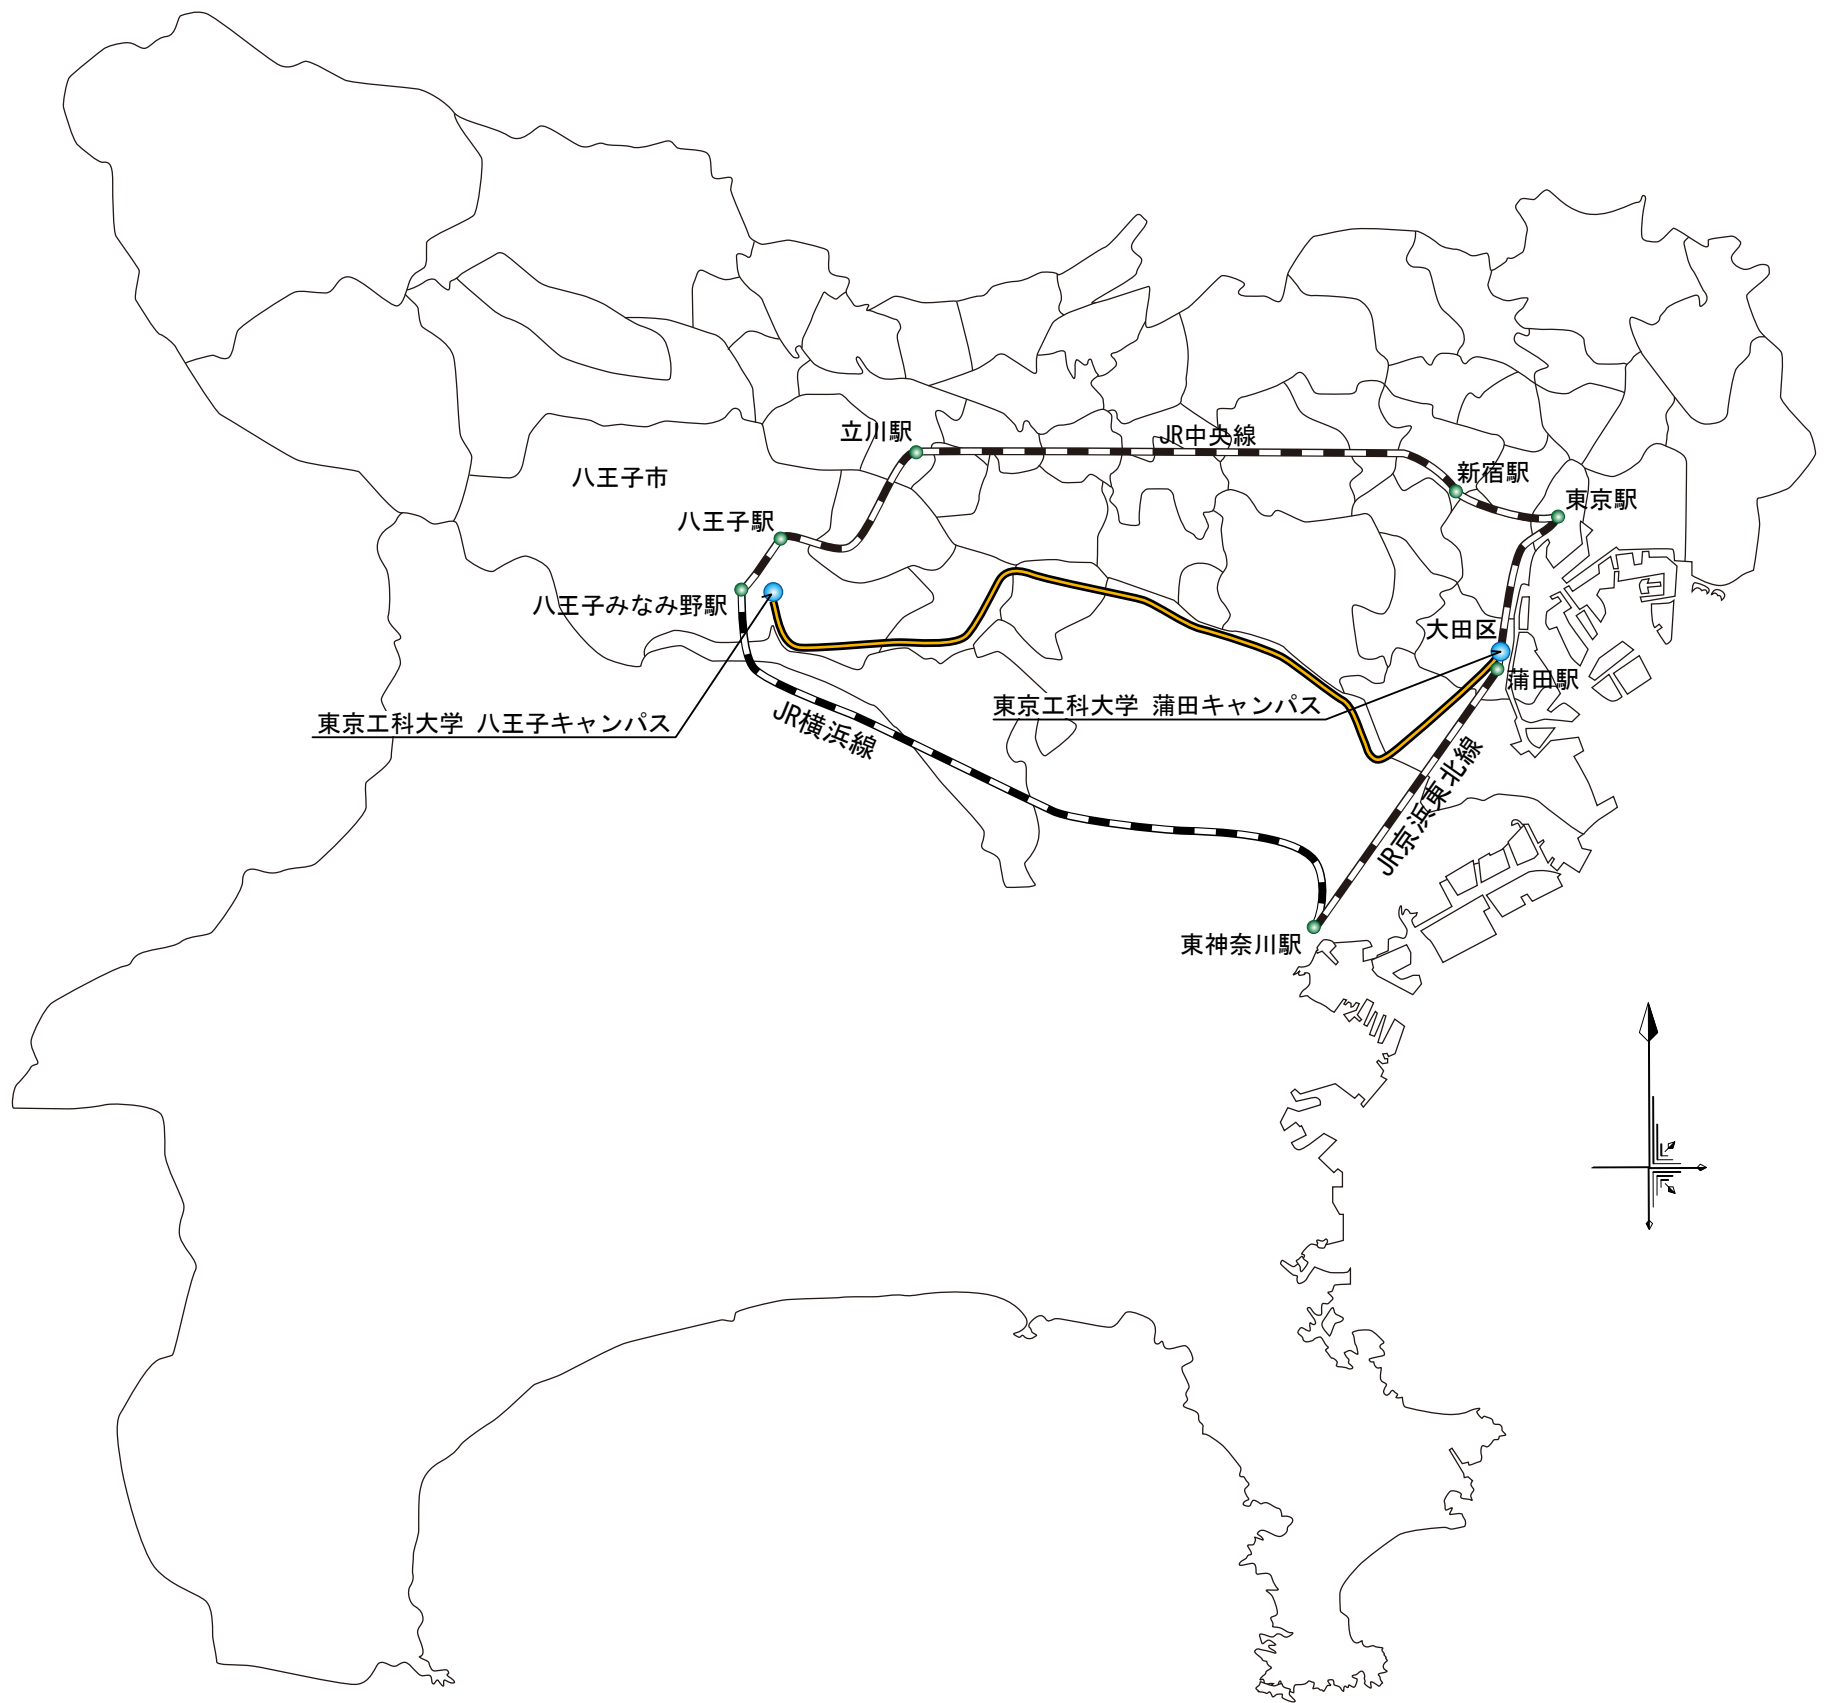 立川駅
JR中央線
八王子市
新宿駅
東京駅
八王子駅
八王子みなみ野駅
大田区
蒲田駅
東京工科大学 蒲田キャンパス
東京工科大学 八王子キャンパス
JR横浜線
JR京浜東北線
東神奈川駅